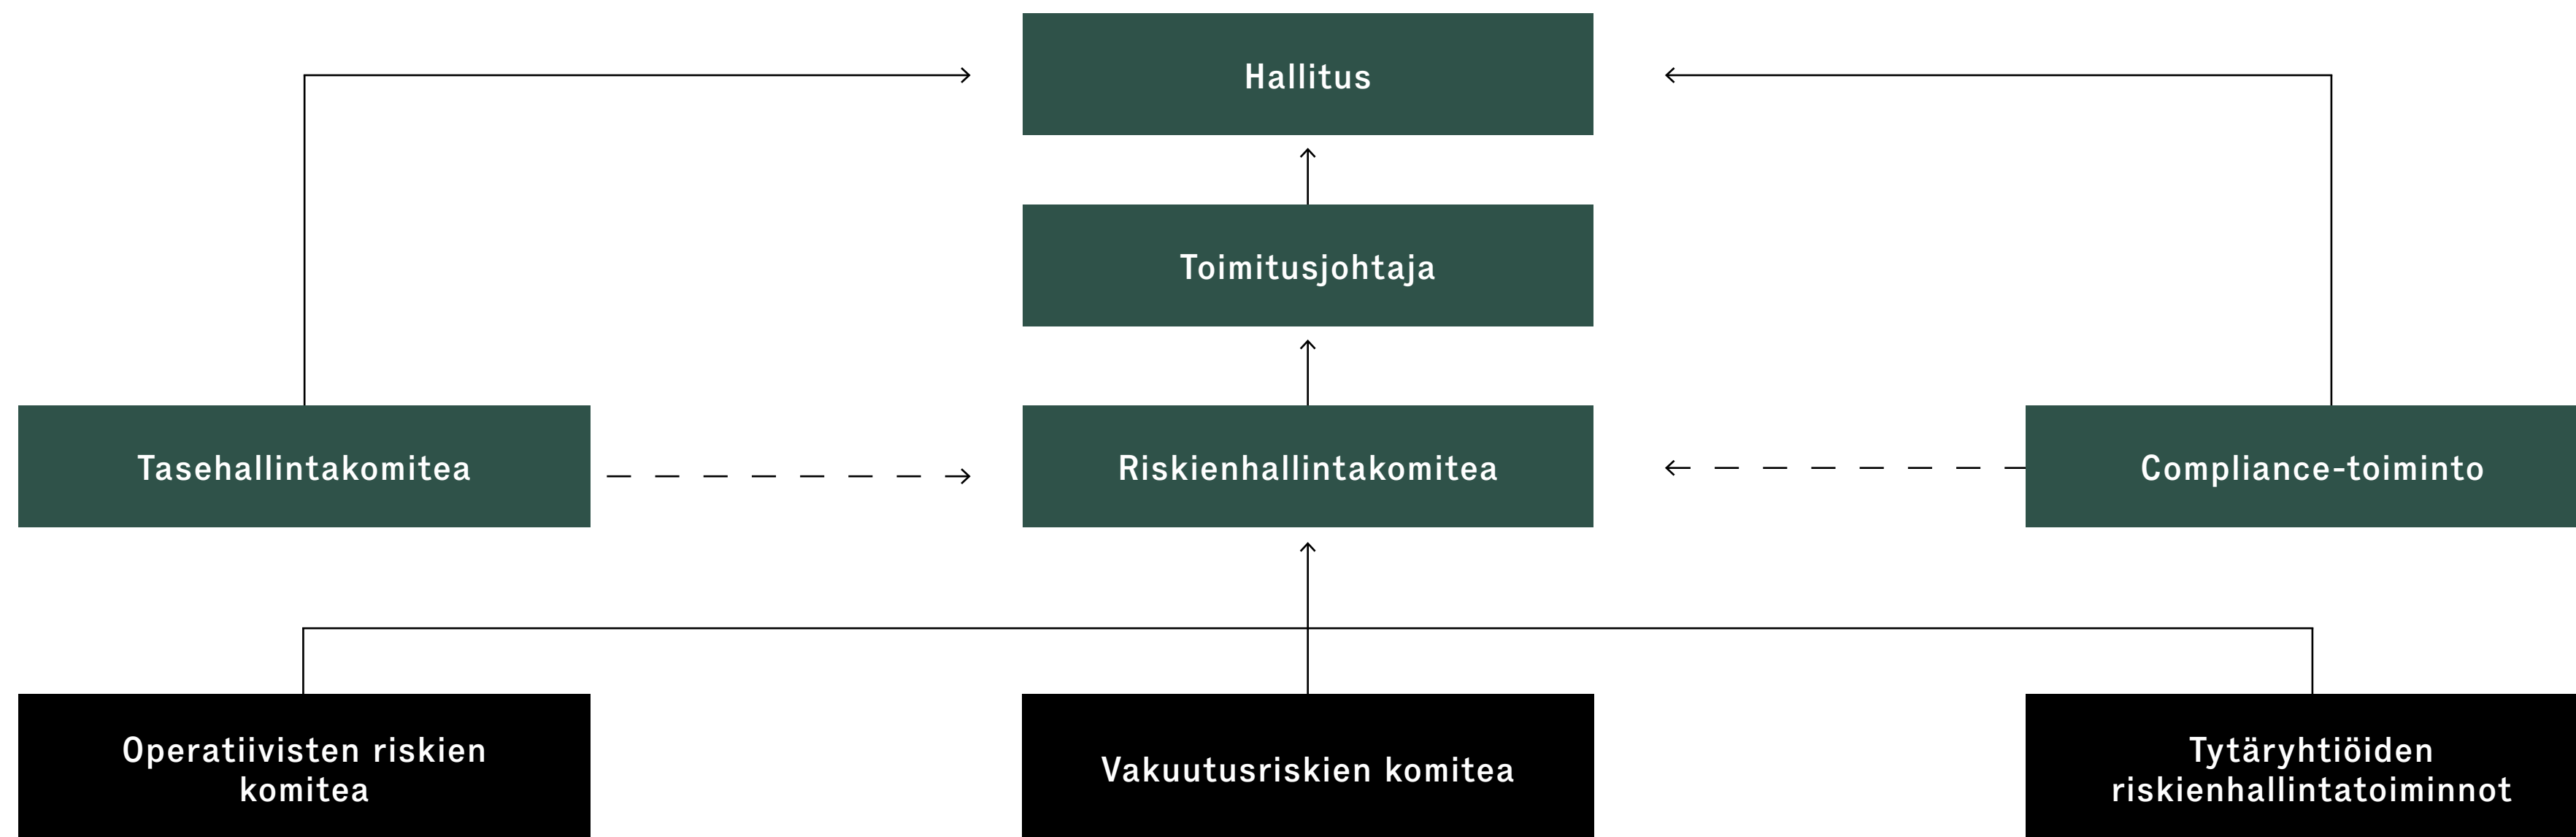 Hallitus
Toimitusjohtaja
Tasehallintakomitea
Riskienhallintakomitea
Compliance-toiminto
Operatiivisten riskien
komitea
Vakuutusriskien komitea
Tytäryhtiöiden
riskienhallintatoiminnot